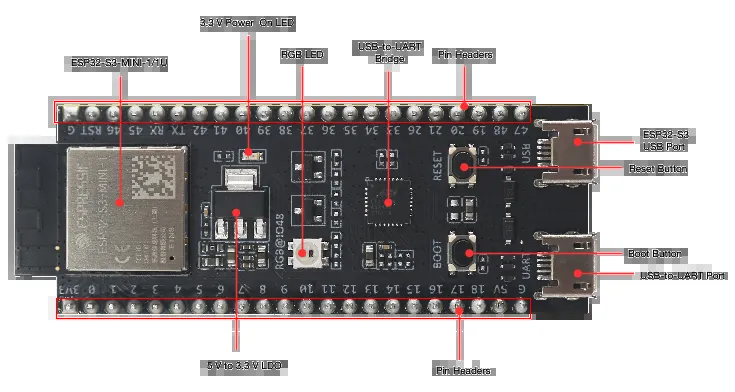 3.3 V Power On LED
RGB LED
USB-to-UART
Bridge
Pin Headers
ESP32-S3-MINI-1/1U
G RST 46 45 RX TX 42 41 40 39 38 37 36 35 34 33 26 21 20 19 48 47
ESP32-S3
USB Port
USB
RESET
Reset Button
ESP32-S3-MINI-1
RGB@IO48
BOOT
Boot Button
UART
USB-to-UART Port
3V3 0 1 2 3 4 5 6 7 8 9 10 11 12 13 14 15 16 17 18 5V G
5 V to 3.3 V LDO
Pin Headers